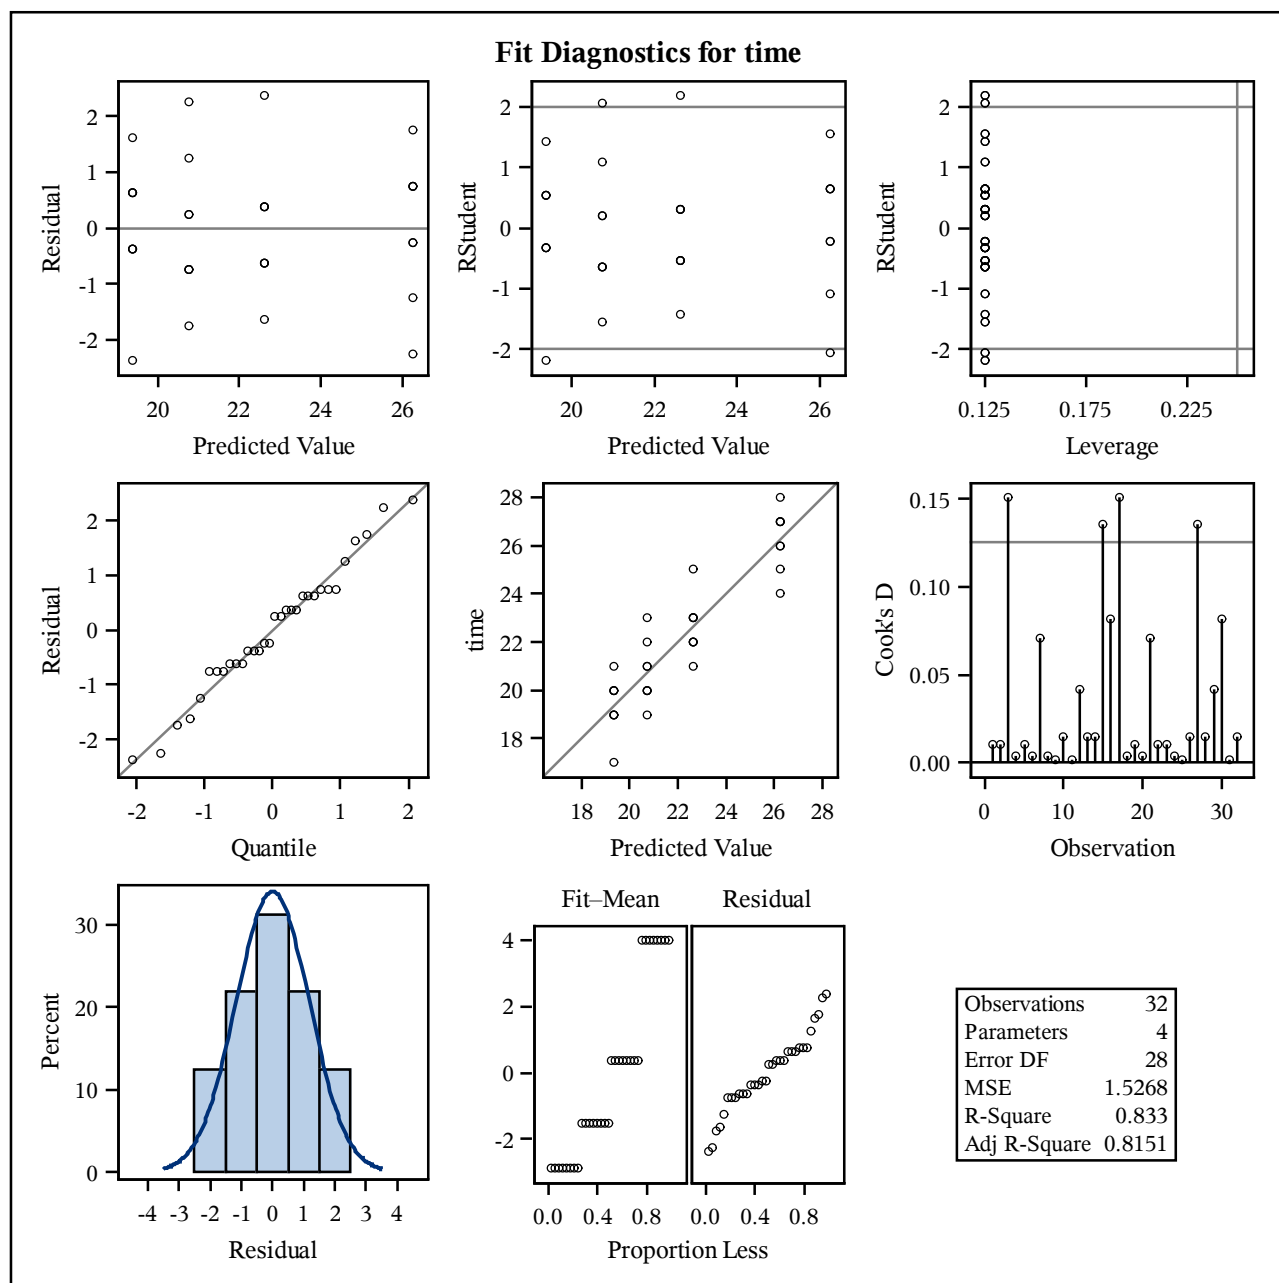 Fit Diagnostics for time
2
1
0
-1
-2
Residual
20 22 24 26
Predicted Value
2
1
0
-1
-2
RStudent
20 22 24 26
Predicted Value
2
1
0
-1
-2
RStudent
0.125 0.175 0.225
Leverage
2
1
0
-1
-2
Residual
-2 -1 0 1 2
Quantile
28
26
24
22
20
18
time
18 20 22 24 26 28
Predicted Value
0.15
0.10
0.05
0.00
Cook's D
0 10 20 30
Observation
30
20
10
0
Percent
-4 -3 -2 -1 0 1 2 3 4
Residual
Fit–Mean Residual
4
2
0
-2
0.0 0.4 0.8 0.0 0.4 0.8
Proportion Less
Observations 32
Parameters 4
Error DF 28
MSE 1.5268
R-Square 0.833
Adj R-Square 0.8151